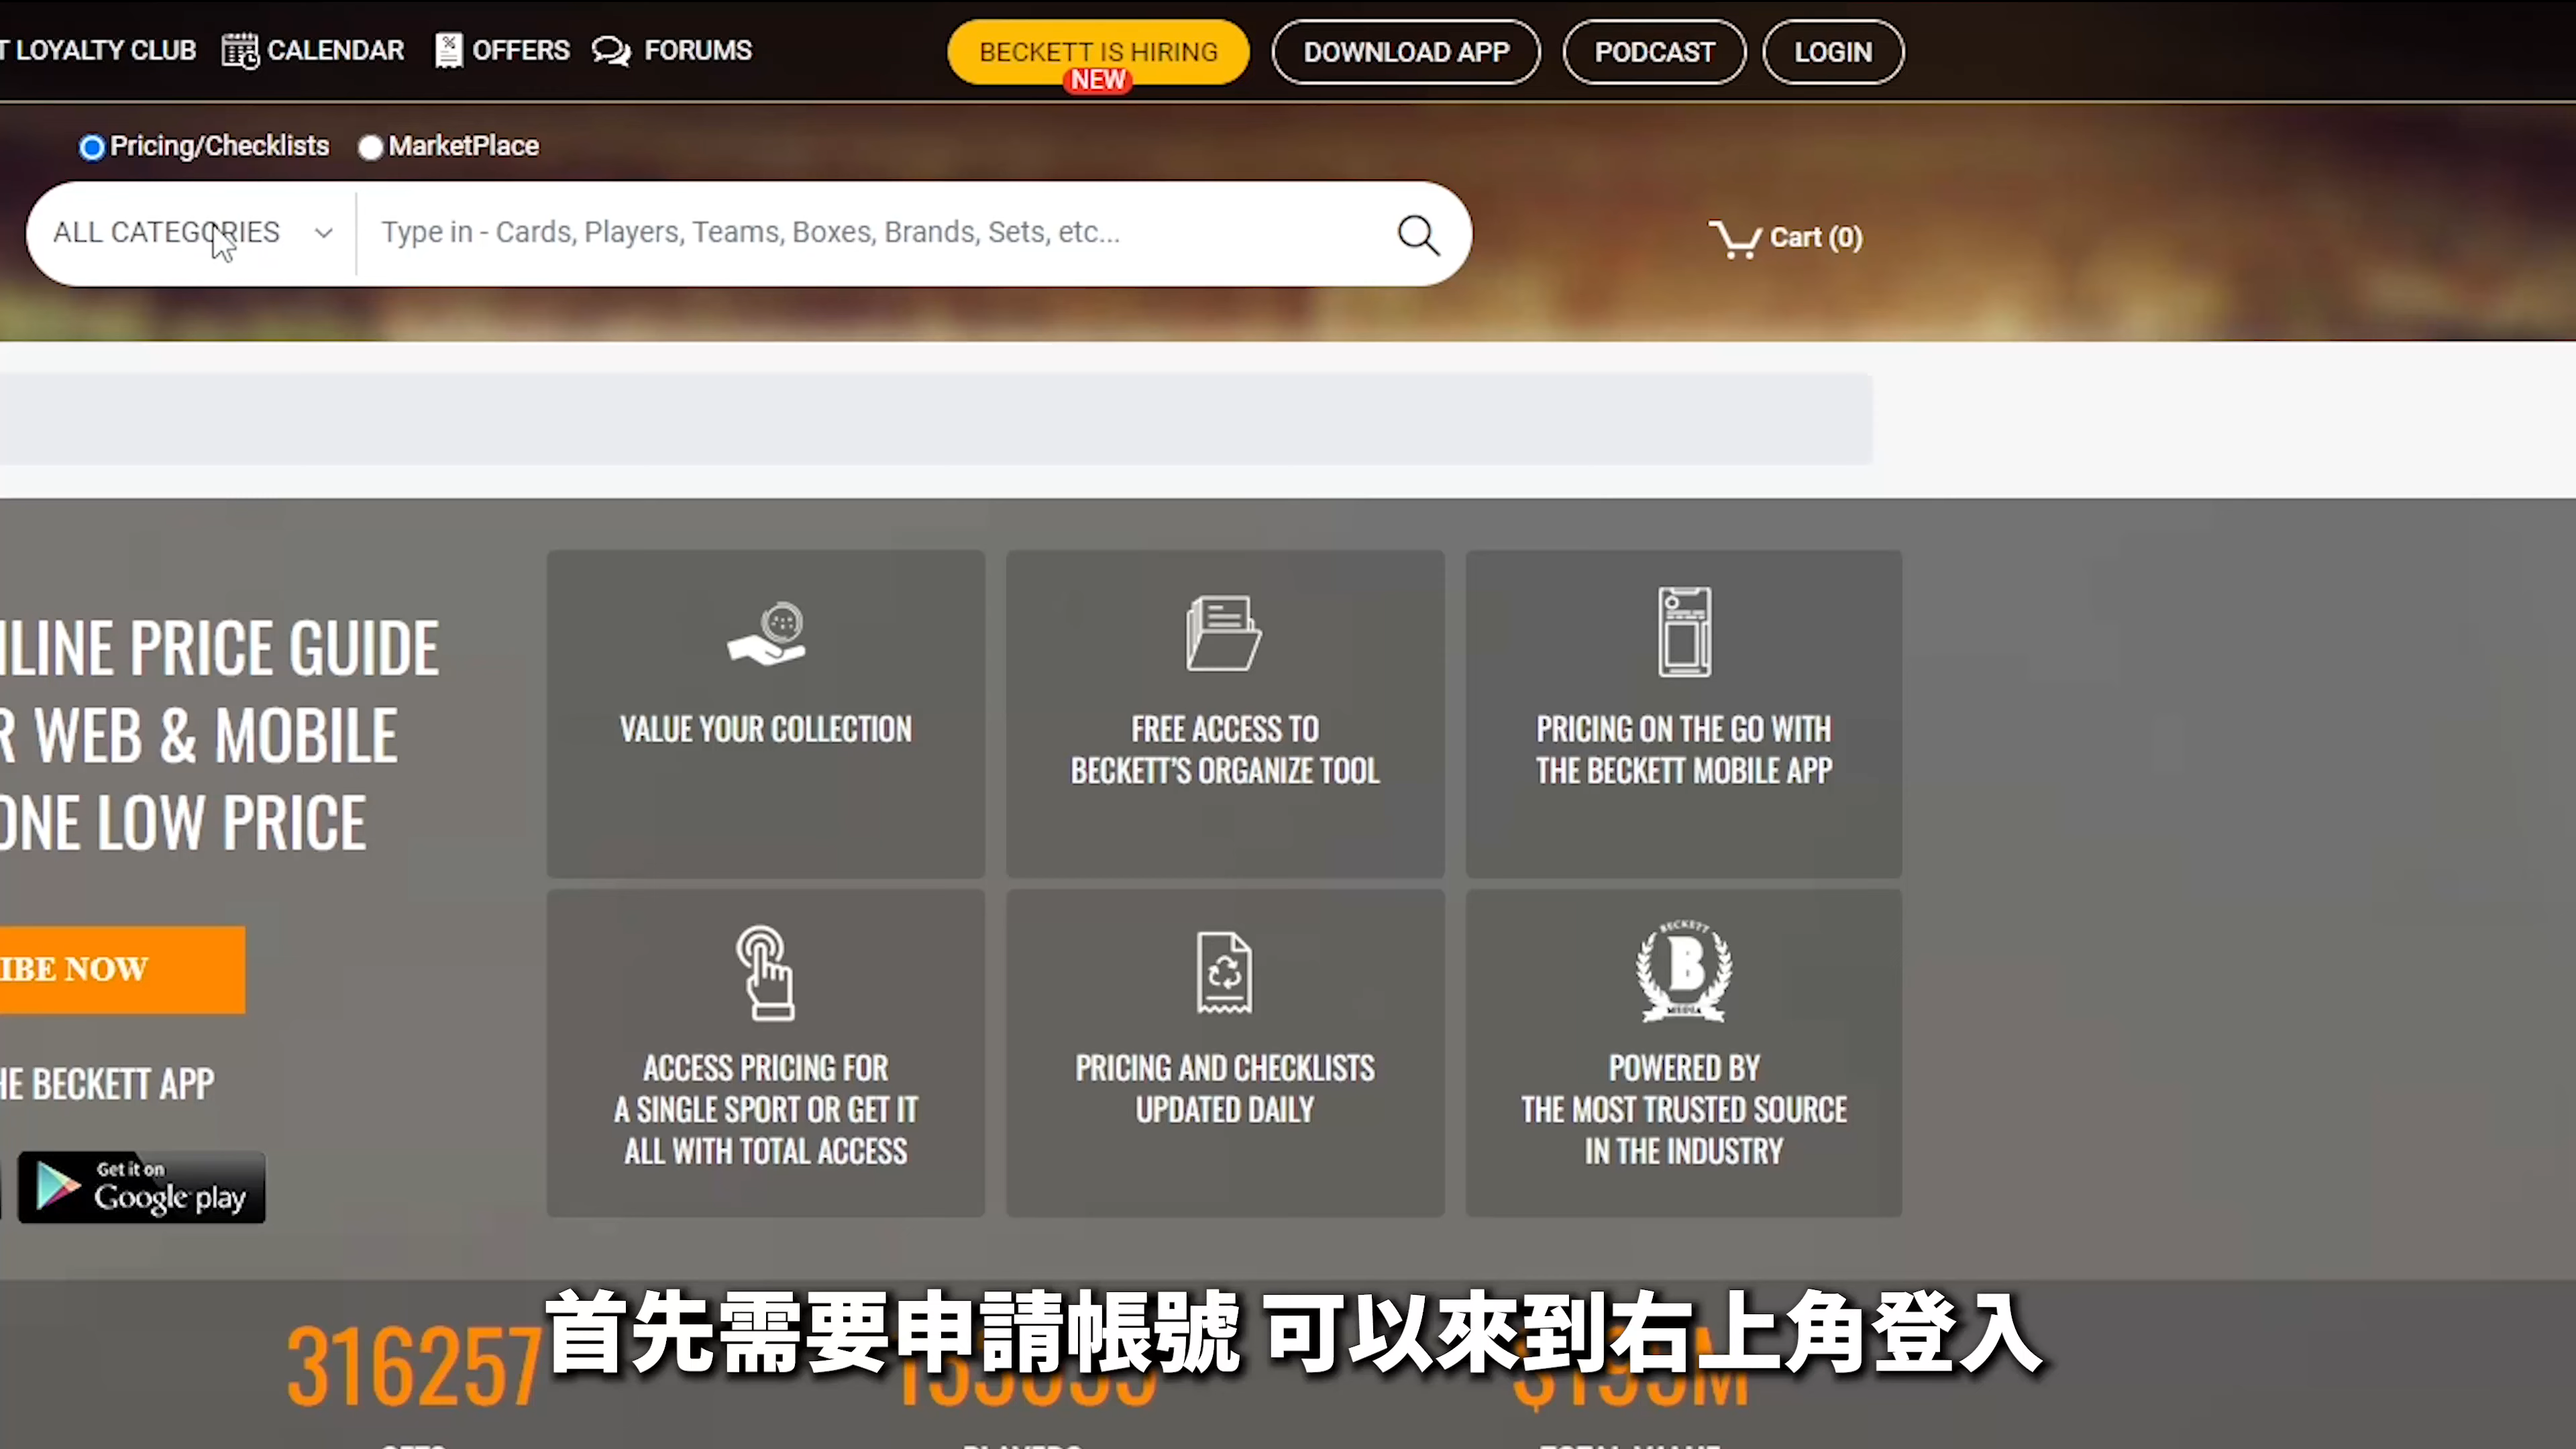 T LOYALTY CLUB CALENDAR OFFERS FORUMS BECKETT IS HIRING DOWNLOAD APP PODCAST LOGIN
NEW
Pricing/Checklists MarketPlace
ALL CATEGORIES Type in - Cards, Players, Teams, Boxes, Brands, Sets, etc... Cart (0)
NLINE PRICE GUIDE
R WEB & MOBILE
ONE LOW PRICE
IBE NOW
HE BECKETT APP
Get it on
Google play
VALUE YOUR COLLECTION
FREE ACCESS TO
BECKETT'S ORGANIZE TOOL
PRICING ON THE GO WITH
THE BECKETT MOBILE APP
ACCESS PRICING FOR
A SINGLE SPORT OR GET IT
ALL WITH TOTAL ACCESS
PRICING AND CHECKLISTS
UPDATED DAILY
BECKETT
B
MEDIA
POWERED BY
THE MOST TRUSTED SOURCE
IN THE INDUSTRY
316257
首先需要申請帳號 可以來到右上角登入